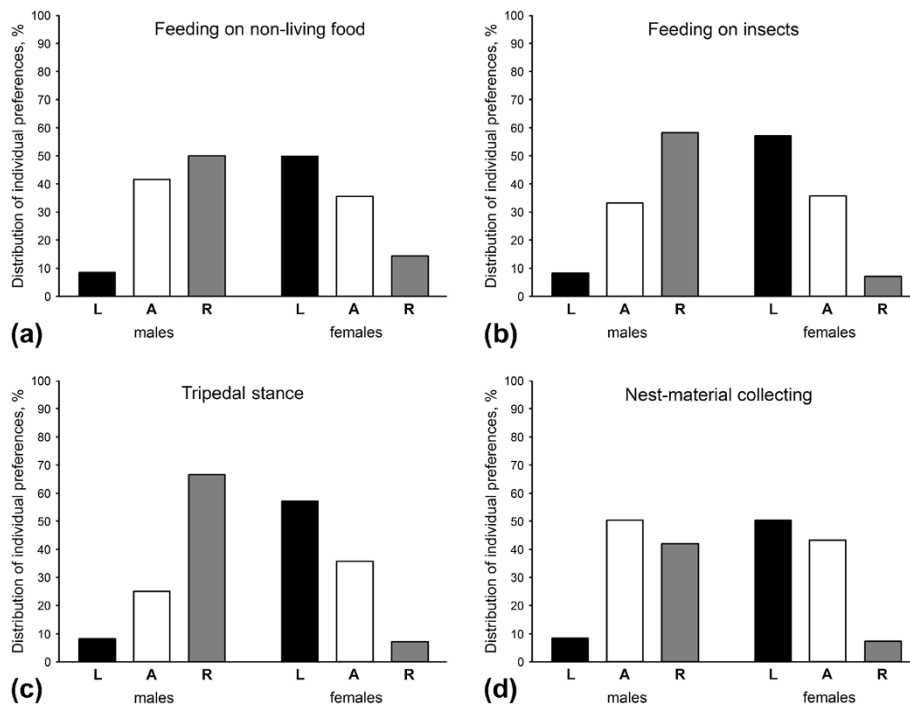 Feeding on non-living food
Distribution of individual preferences, %
100
90
80
70
60
50
40
30
20
10
0
L A R L A R
males females
(a)
Feeding on insects
Distribution of individual preferences, %
100
90
80
70
60
50
40
30
20
10
0
L A R L A R
males females
(b)
Tripedal stance
Distribution of individual preferences, %
100
90
80
70
60
50
40
30
20
10
0
L A R L A R
males females
(c)
Nest-material collecting
Distribution of individual preferences, %
100
90
80
70
60
50
40
30
20
10
0
L A R L A R
males females
(d)